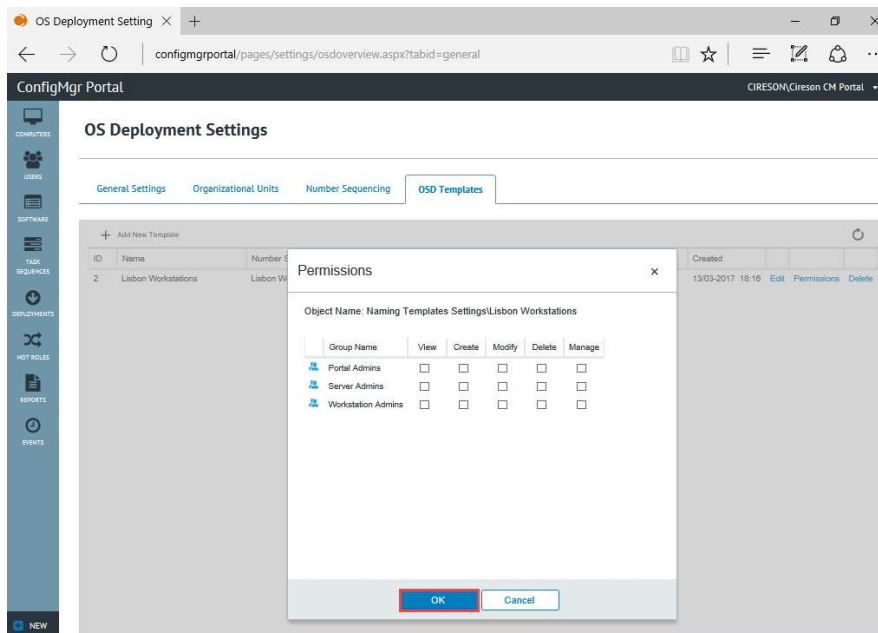 OS Deployment Setting
configmgrportal/pages/settings/osdoverview.aspx?tabid=general
ConfigMgr Portal
CIRESON\Cireson CM Portal
COMPUTERS
USERS
SOFTWARE
TASK
SEQUENCES
DEPLOYMENTS
MDT ROLES
REPORTS
EVENTS
NEW
OS Deployment Settings
General Settings Organizational Units Number Sequencing OSD Templates
Add New Template
ID Name Number S Created
2 Lisbon Workstations Lisbon W 13/03-2017 18:16 Edit Permissions Delete
Permissions
Object Name: Naming Templates Settings\Lisbon Workstations
Group Name View Create Modify Delete Manage
Portal Admins
Server Admins
Workstation Admins
OK Cancel